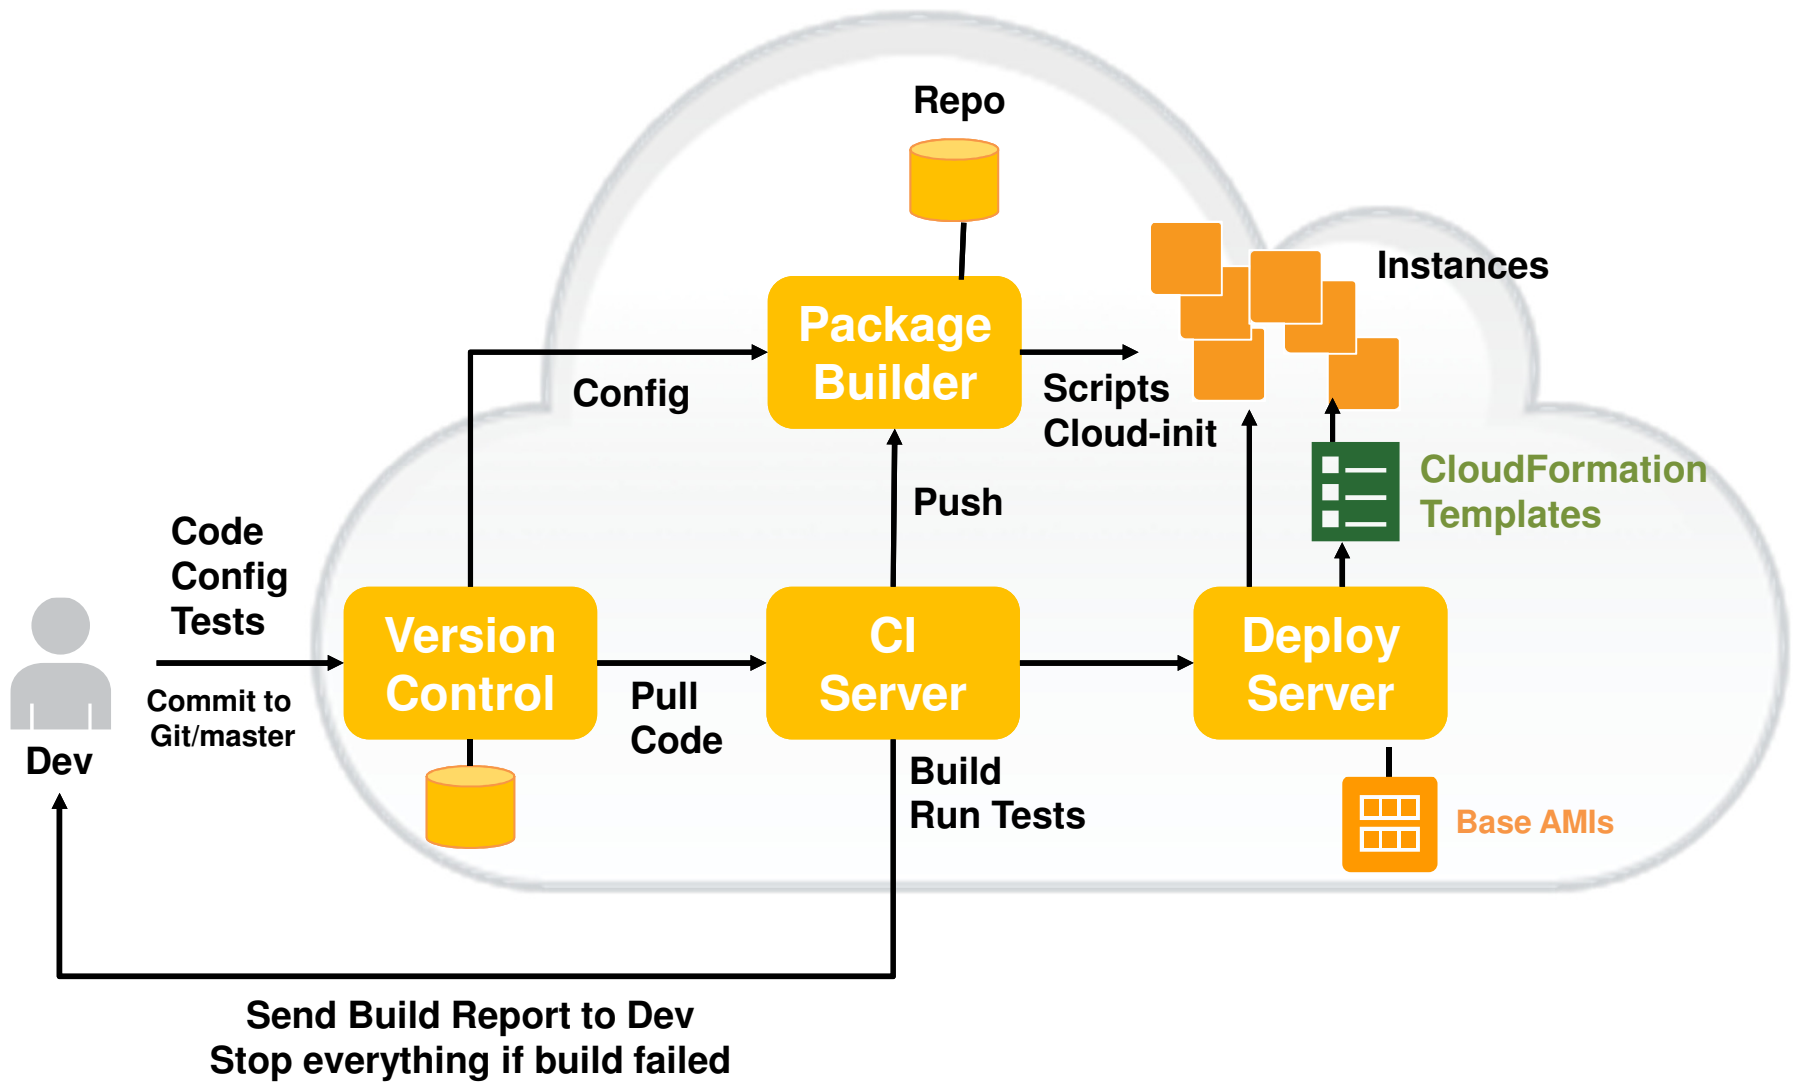 Repo
Instances
Package
Builder
Config
Scripts
Cloud-init
CloudFormation
Templates
Push
Code
Config
Tests
Version
Control
CI
Server
Deploy
Server
Commit to
Git/master
Pull
Code
Dev
Build
Run Tests
Base AMIs
Send Build Report to Dev
Stop everything if build failed